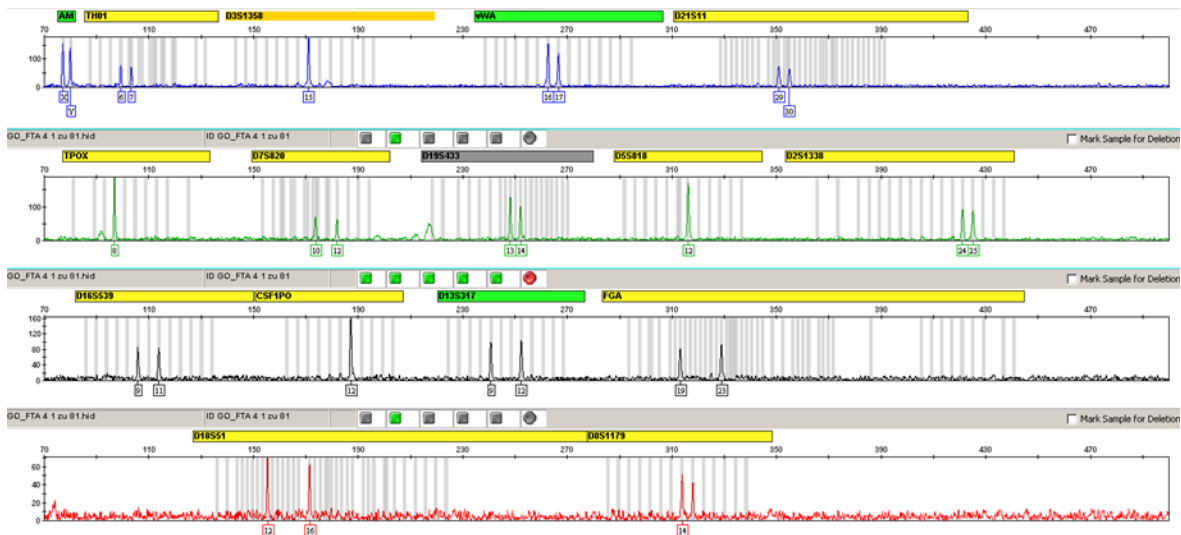 AM TH01 D3S1358 vWA D21S11
70 110 150 190 230 270 310 350 390 430 470
100
0
X 6 7 15 16 17 29
Y 30
GO_FTA 4 1 zu 81.hid ID GO_FTA 4 1 zu 81 Mark Sample for Deletion
TPOX D7S820 D19S433 D5S818 D2S1338
70 110 150 190 230 270 310 350 390 430 470
100
0
8 10 12 13 14 12 24 25
GO_FTA 4 1 zu 81.hid ID GO_FTA 4 1 zu 81 Mark Sample for Deletion
D16S539 CSF1PO D13S317 FGA
70 110 150 190 230 270 310 350 390 430 470
160
120
80
40
0
9 11 12 9 12 19 23
GO_FTA 4 1 zu 81.hid ID GO_FTA 4 1 zu 81 Mark Sample for Deletion
D18S51 D8S1179
70 110 150 190 230 270 310 350 390 430 470
60
40
20
0
12 16 14